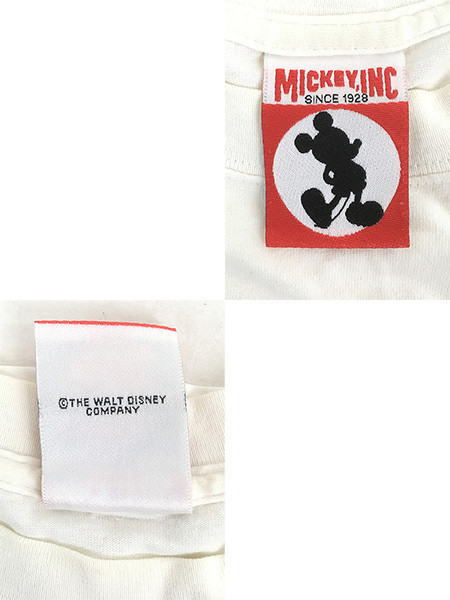 MICKEY, INC
SINCE 1928
©THE WALT DISNEY
COMPANY